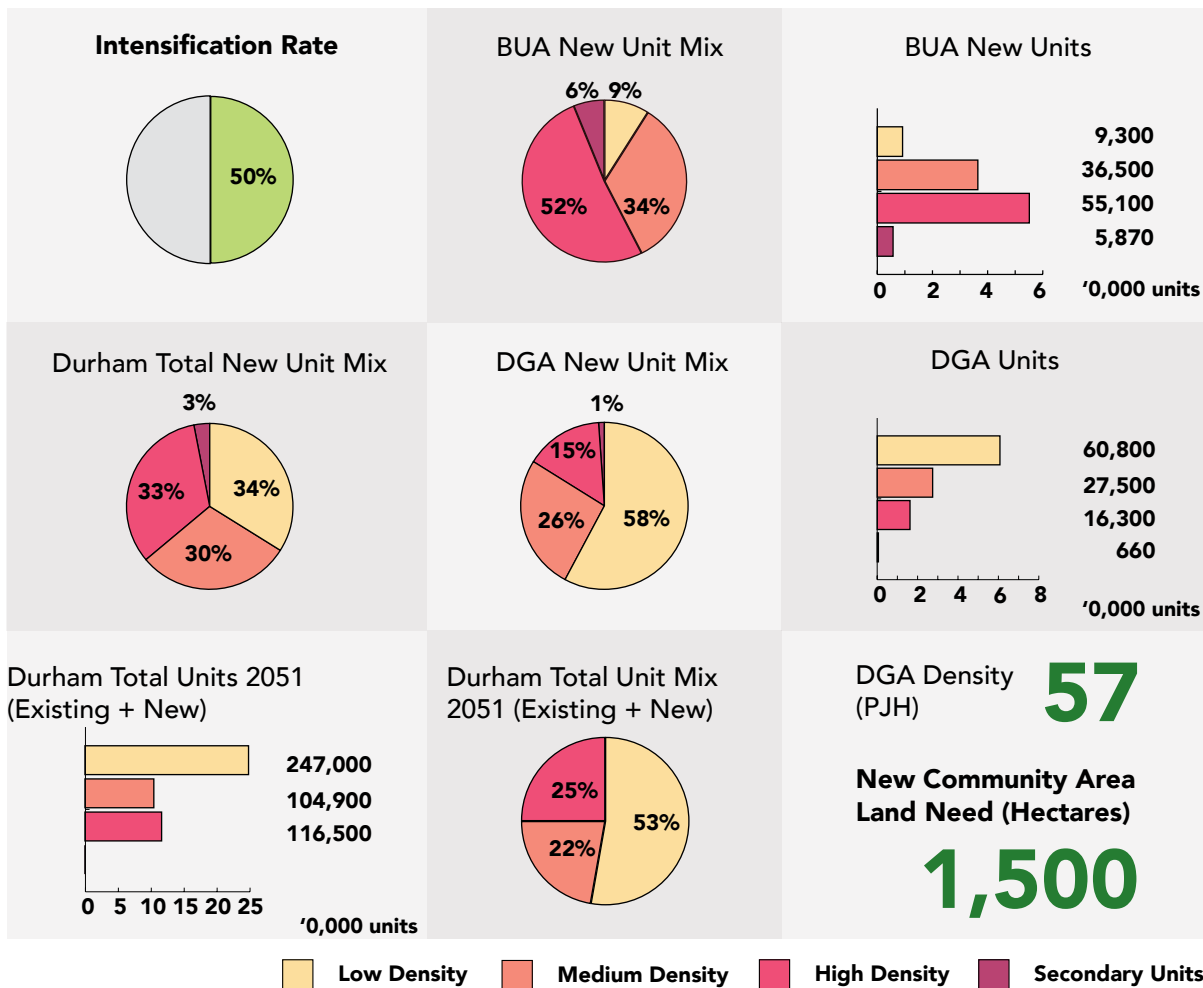 Intensification Rate
50%
BUA New Unit Mix
6% 9%
52%
34%
BUA New Units
9,300
36,500
55,100
5,870
0 2 4 6 ‘0,000 units
Durham Total New Unit Mix
3%
33%
34%
30%
DGA New Unit Mix
1%
15%
26%
58%
DGA Units
60,800
27,500
16,300
660
0 2 4 6 8 ‘0,000 units
Durham Total Units 2051
(Existing + New)
247,000
104,900
116,500
0 5 10 15 20 25
‘0,000 units
Durham Total Unit Mix
2051 (Existing + New)
25%
53%
22%
DGA Density
(PJH)
57
New Community Area
Land Need (Hectares)
1,500
Low Density Medium Density High Density Secondary Units